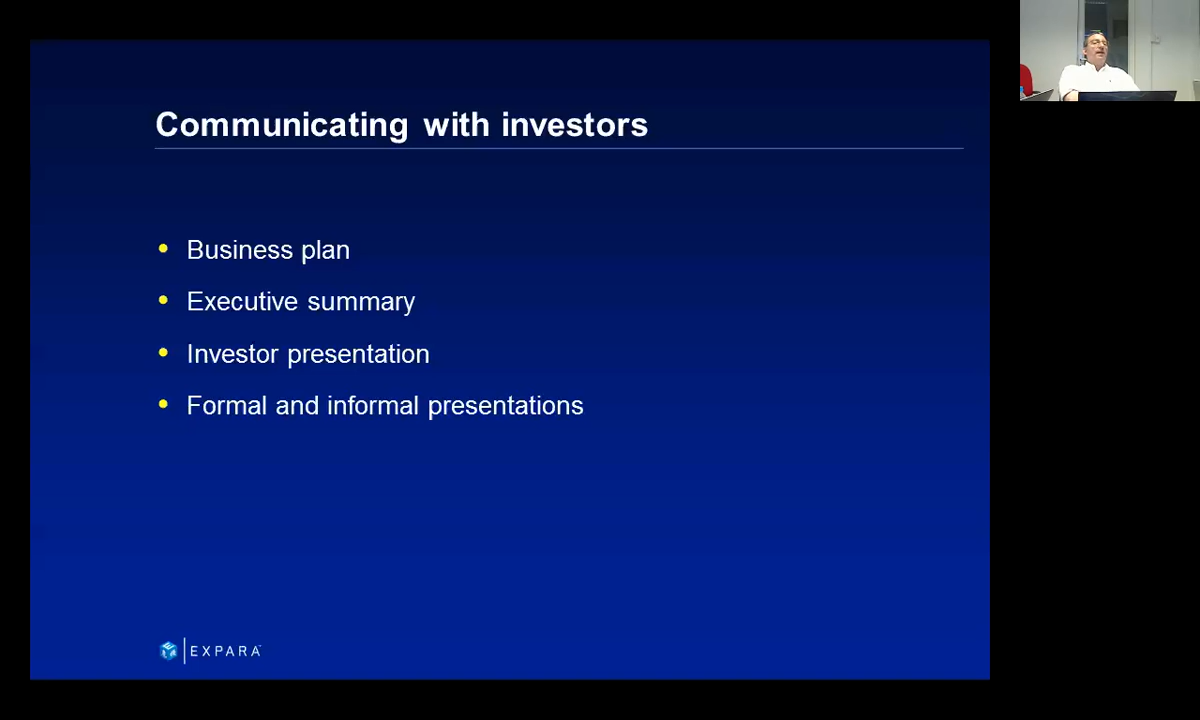 Communicating with investors
Business plan
Executive summary
Investor presentation
Formal and informal presentations
EXPARA